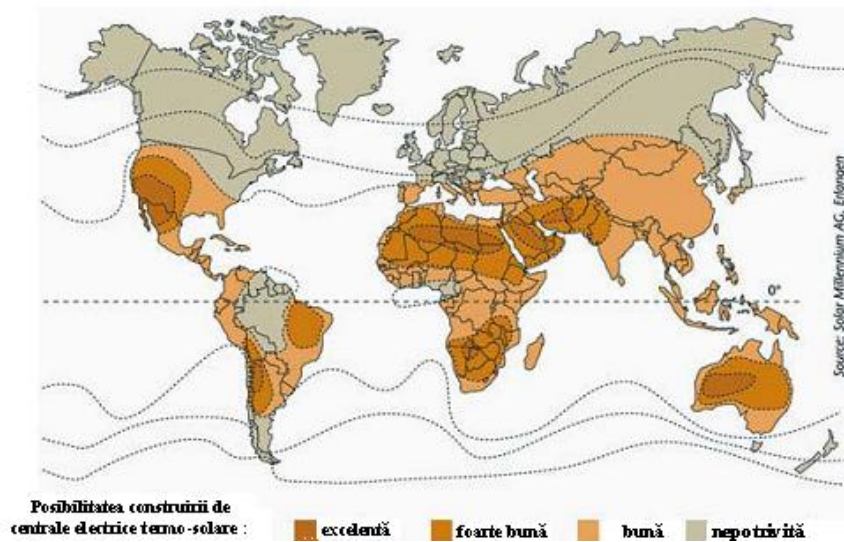 0°
Source: Solar Millennium AG, Erlangen
Posibilitatea construirii de
centrale electrice termo-solare :
excelentă
foarte bună
bună
nepotrivită